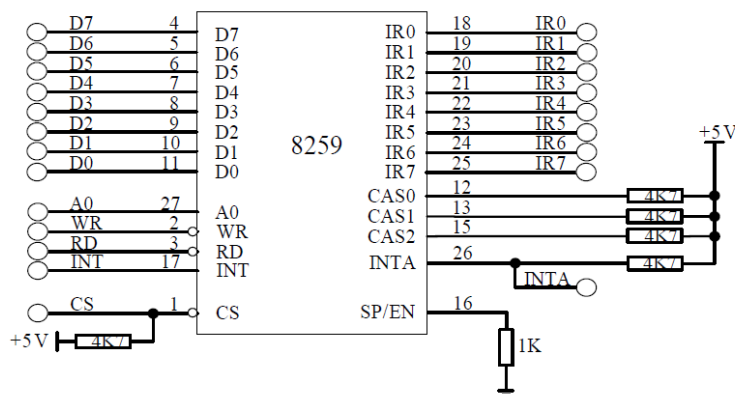 D7 4 D7 IR0 18 IR0
D6 5 D6 IR1 19 IR1
D5 6 D5 IR2 20 IR2
D4 7 D4 IR3 21 IR3
D3 8 D3 IR4 22 IR4
D2 9 D2 IR5 23 IR5
D1 10 D1 IR6 24 IR6
D0 11 D0 IR7 25 IR7
8259
+5V
CAS0 12 4K7
A0 27 A0 CAS1 13 4K7
WR 2 WR CAS2 15 4K7
RD 3 RD
INT 17 INT INTA 26 4K7
INTA
CS 1 CS SP/EN 16
+5V 4K7
1K